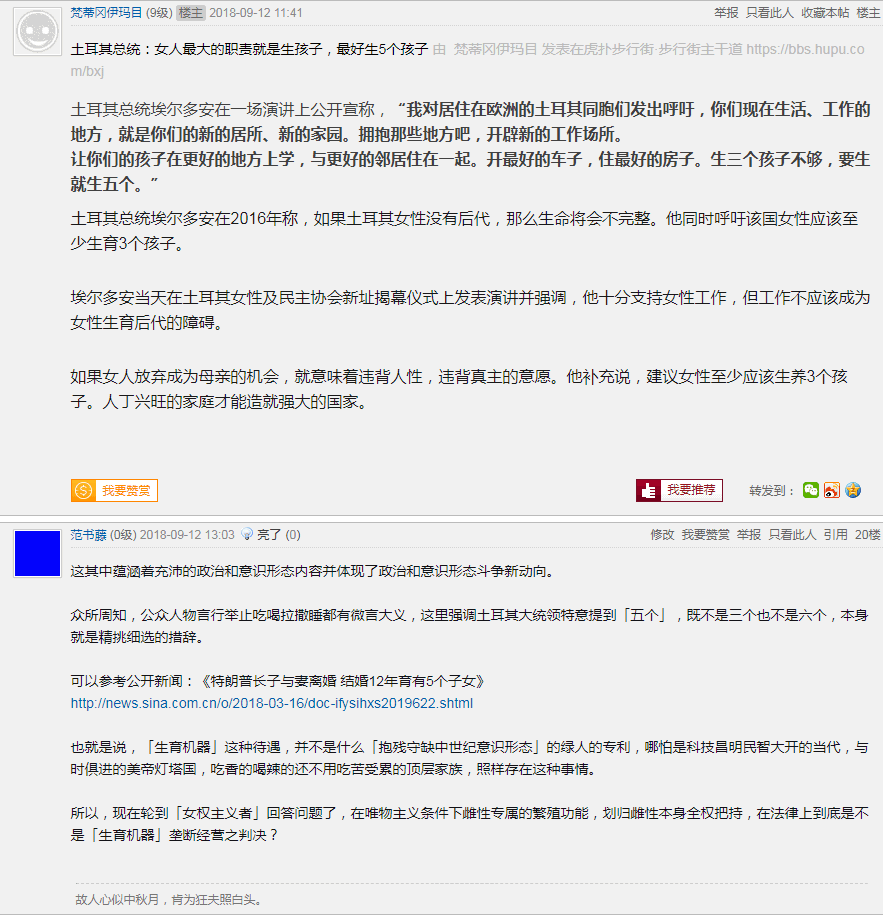 梵蒂冈伊玛目 (9级) 楼主 2018-09-12 11:41 举报 只看此人 收藏本帖 楼主
土耳其总统：女人最大的职责就是生孩子，最好生5个孩子 由 梵蒂冈伊玛目 发表在虎扑步行街·步行街主干道 https://bbs.hupu.co
m/bxj
土耳其总统埃尔多安在一场演讲上公开宣称，“我对居住在欧洲的土耳其同胞们发出呼吁，你们现在生活、工作的
地方，就是你们的新的居所、新的家园。拥抱那些地方吧，开辟新的工作场所。
让你们的孩子在更好的地方上学，与更好的邻居住在一起。开最好的车子，住最好的房子。生三个孩子不够，要生
就生五个。”
土耳其总统埃尔多安在2016年称，如果土耳其女性没有后代，那么生命将会不完整。他同时呼吁该国女性应该至
少生育3个孩子。
埃尔多安当天在土耳其女性及民主协会新址揭幕仪式上发表演讲并强调，他十分支持女性工作，但工作不应该成为
女性生育后代的障碍。
如果女人放弃成为母亲的机会，就意味着违背人性，违背真主的意愿。他补充说，建议女性至少应该生养3个孩
子。人丁兴旺的家庭才能造就强大的国家。
我要赞赏 我要推荐 转发到：
范书藤 (0级) 2018-09-12 13:03 亮了 (0) 修改 我要赞赏 举报 只看此人 引用 20楼
这其中蕴涵着充沛的政治和意识形态内容并体现了政治和意识形态斗争新动向。
众所周知，公众人物言行举止吃喝拉撒睡都有微言大义，这里强调土耳其大统领特意提到「五个」，既不是三个也不是六个，本身
就是精挑细选的措辞。
可以参考公开新闻：《特朗普长子与妻离婚 结婚12年育有5个子女》
http://news.sina.com.cn/o/2018-03-16/doc-ifysihxs2019622.shtml
也就是说，「生育机器」这种待遇，并不是什么「抱残守缺中世纪意识形态」的绿人的专利，哪怕是科技昌明民智大开的当代，与
时俱进的美帝灯塔国，吃香的喝辣的还不用吃苦受累的顶层家族，照样存在这种事情。
所以，现在轮到「女权主义者」回答问题了，在唯物主义条件下雌性专属的繁殖功能，划归雌性本身全权把持，在法律上到底是不
是「生育机器」垄断经营之判决？
故人心似中秋月，肯为狂夫照白头。